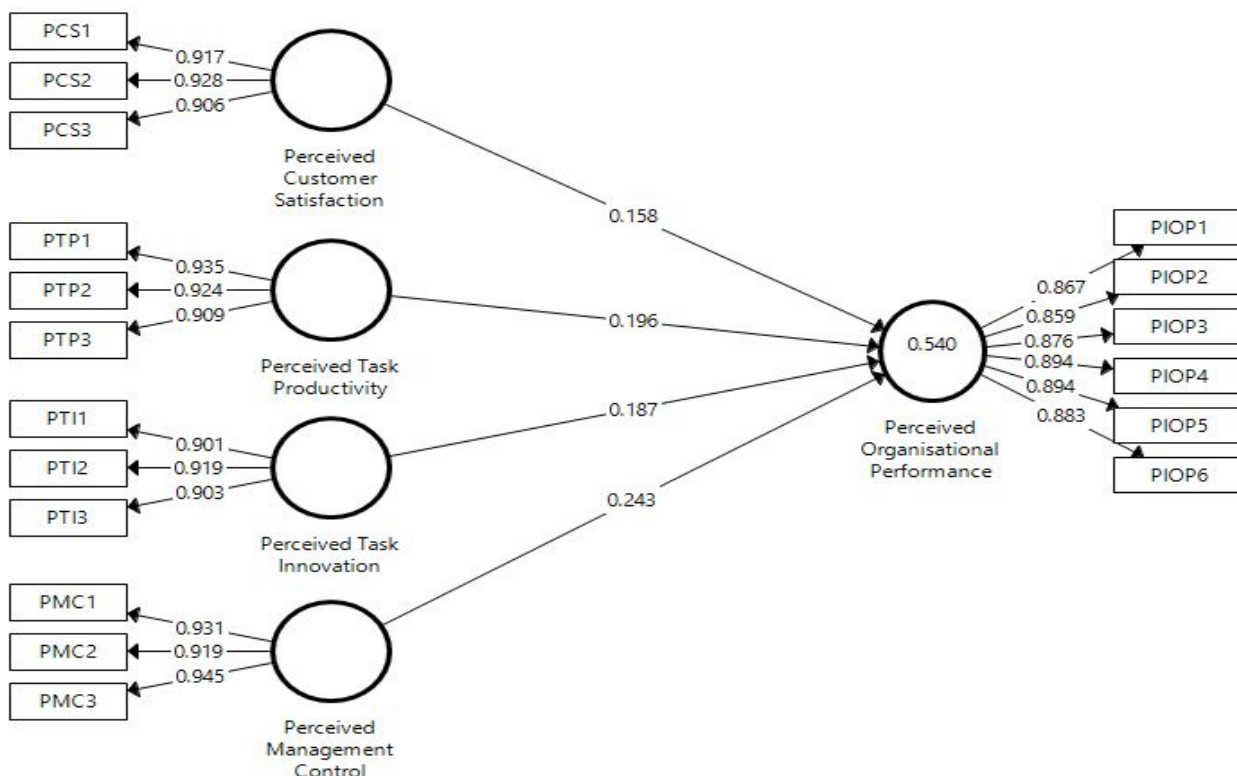 PCS1
PCS2
PCS3
0.917
0.928
0.906
Perceived
Customer
Satisfaction
PTP1
PTP2
PTP3
0.935
0.924
0.909
Perceived Task
Productivity
PTI1
PTI2
PTI3
0.901
0.919
0.903
Perceived Task
Innovation
PMC1
PMC2
PMC3
0.931
0.919
0.945
Perceived
Management
Control
0.158
0.196
0.187
0.243
0.540
Perceived
Organisational
Performance
0.867
0.859
0.876
0.894
0.894
0.883
PIOP1
PIOP2
PIOP3
PIOP4
PIOP5
PIOP6